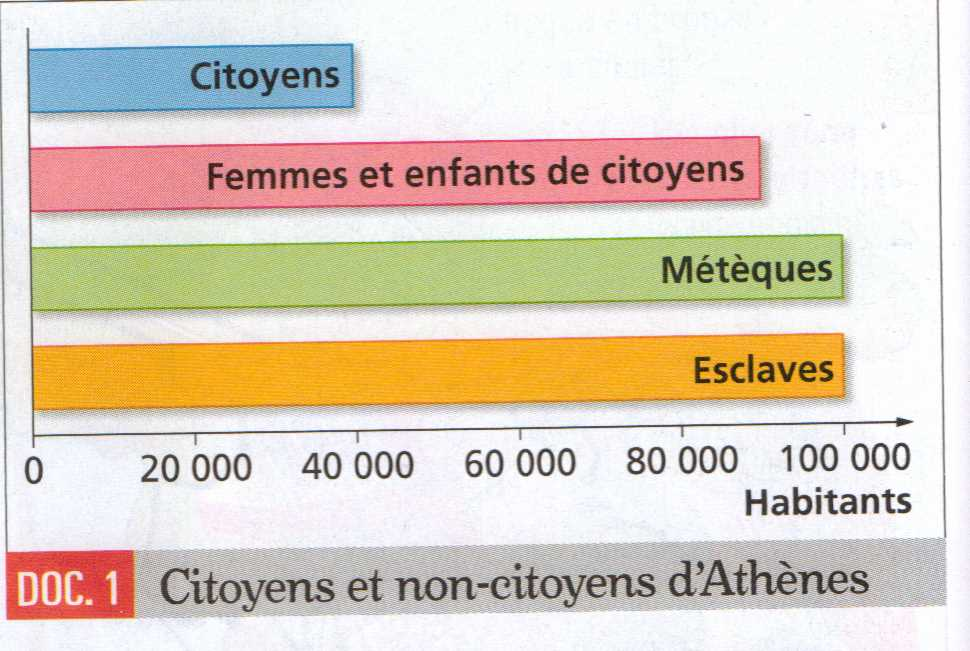 Citoyens
Femmes et enfants de citoyens
Métèques
Esclaves
0 20 000 40 000 60 000 80 000 100 000
Habitants
DOC. 1 Citoyens et non-citoyens d'Athènes